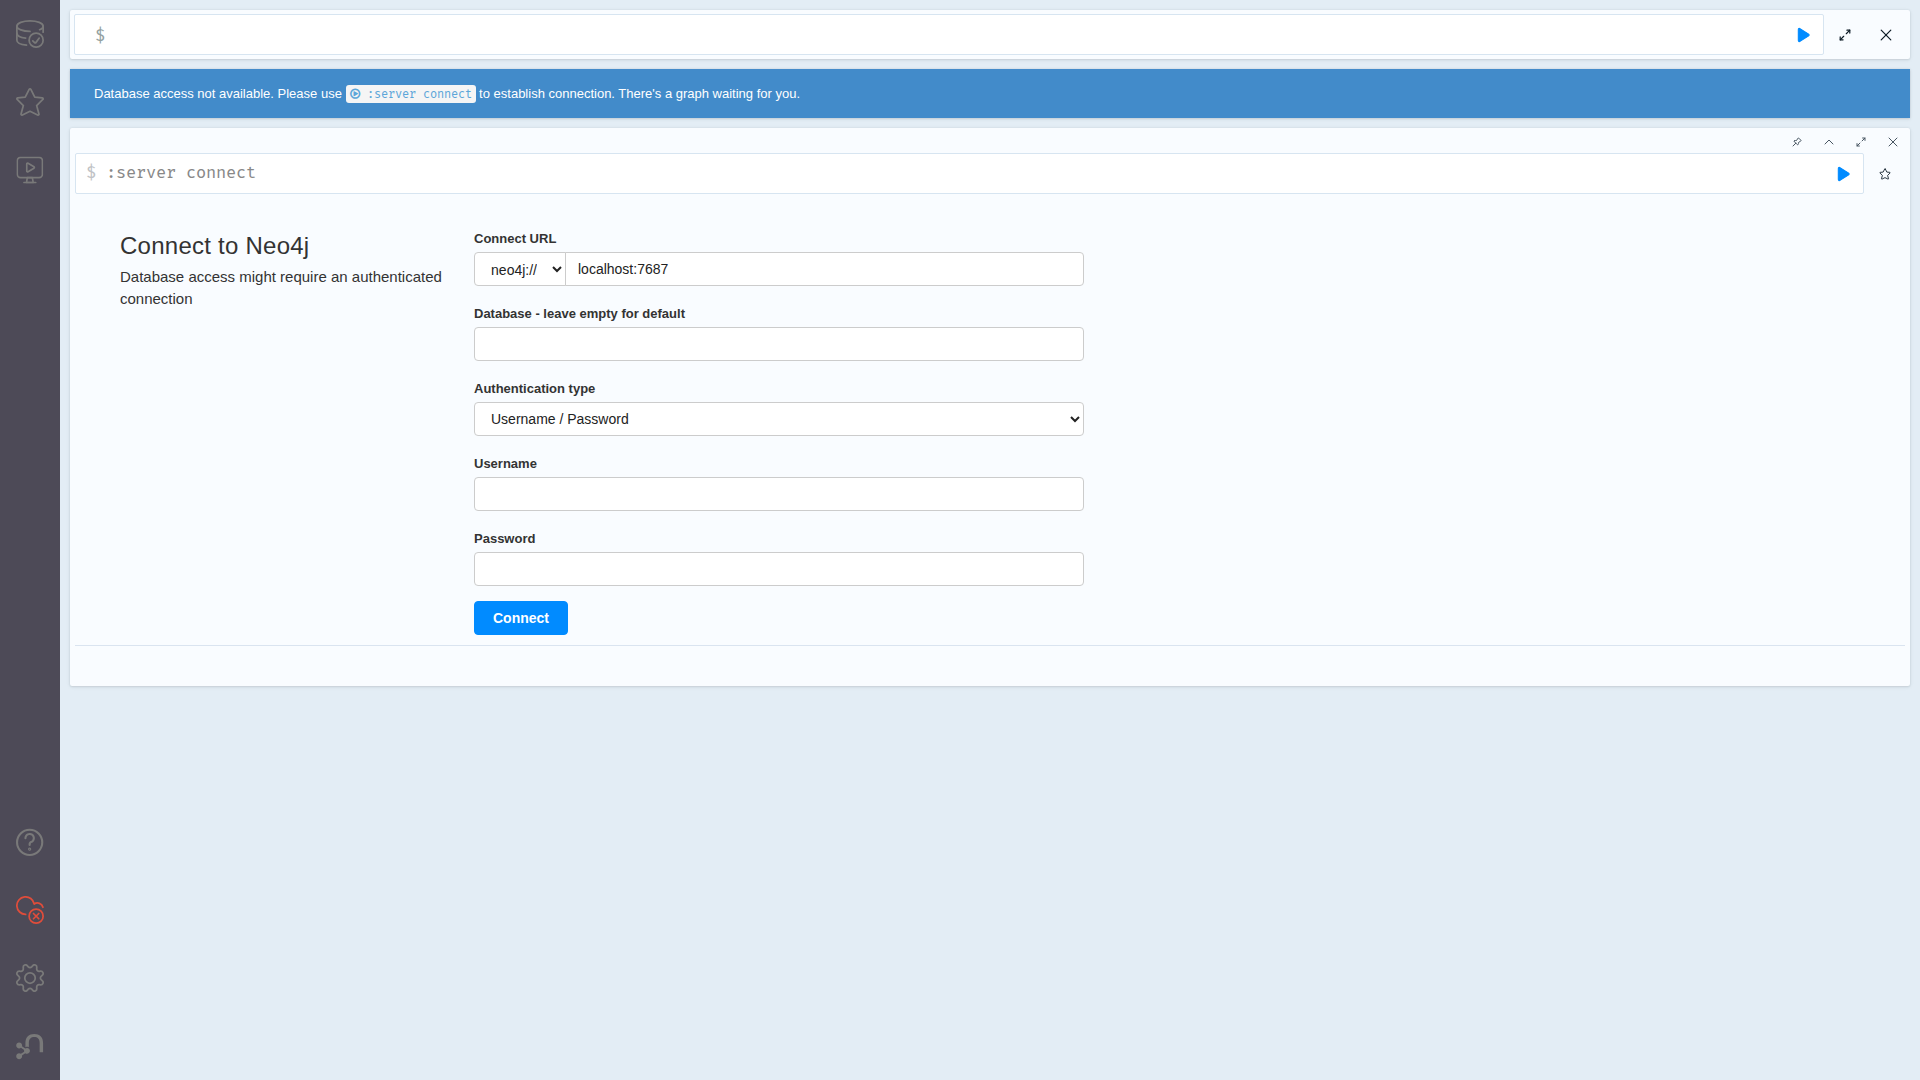 $
Database access not available. Please use :server connect to establish connection. There's a graph waiting for you.
$ :server connect
Connect to Neo4j
Database access might require an authenticated
connection
Connect URL
neo4j:// localhost:7687
Database - leave empty for default
Authentication type
Username / Password
Username
Password
Connect